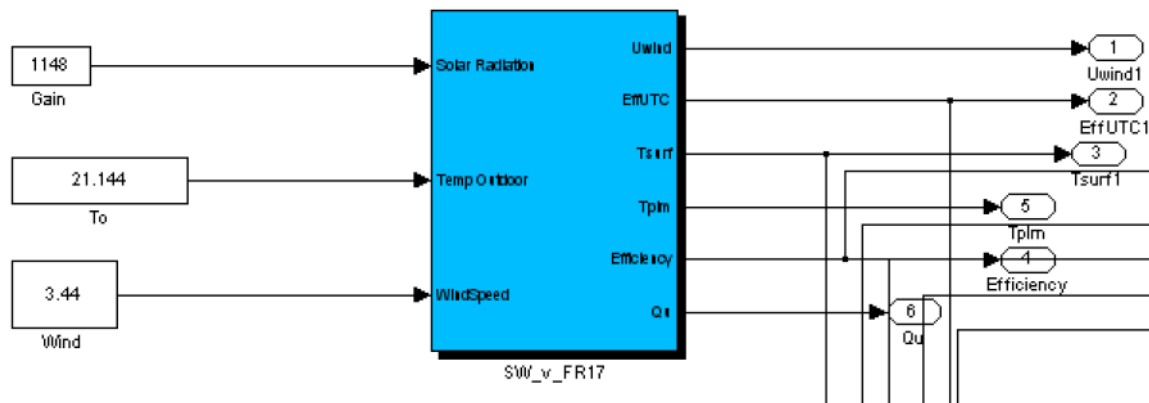 1148
Gain
21.144
To
3.44
Wind
Solar Radiation
Temp Outdoor
WindSpeed
Uwind
EffUTC
Tsurf
Tplm
Efficiency
Qu
SW_v_FR17
1
Uwind1
2
EffUTC1
3
Tsurf1
5
Tplm
4
Efficiency
6
Qu